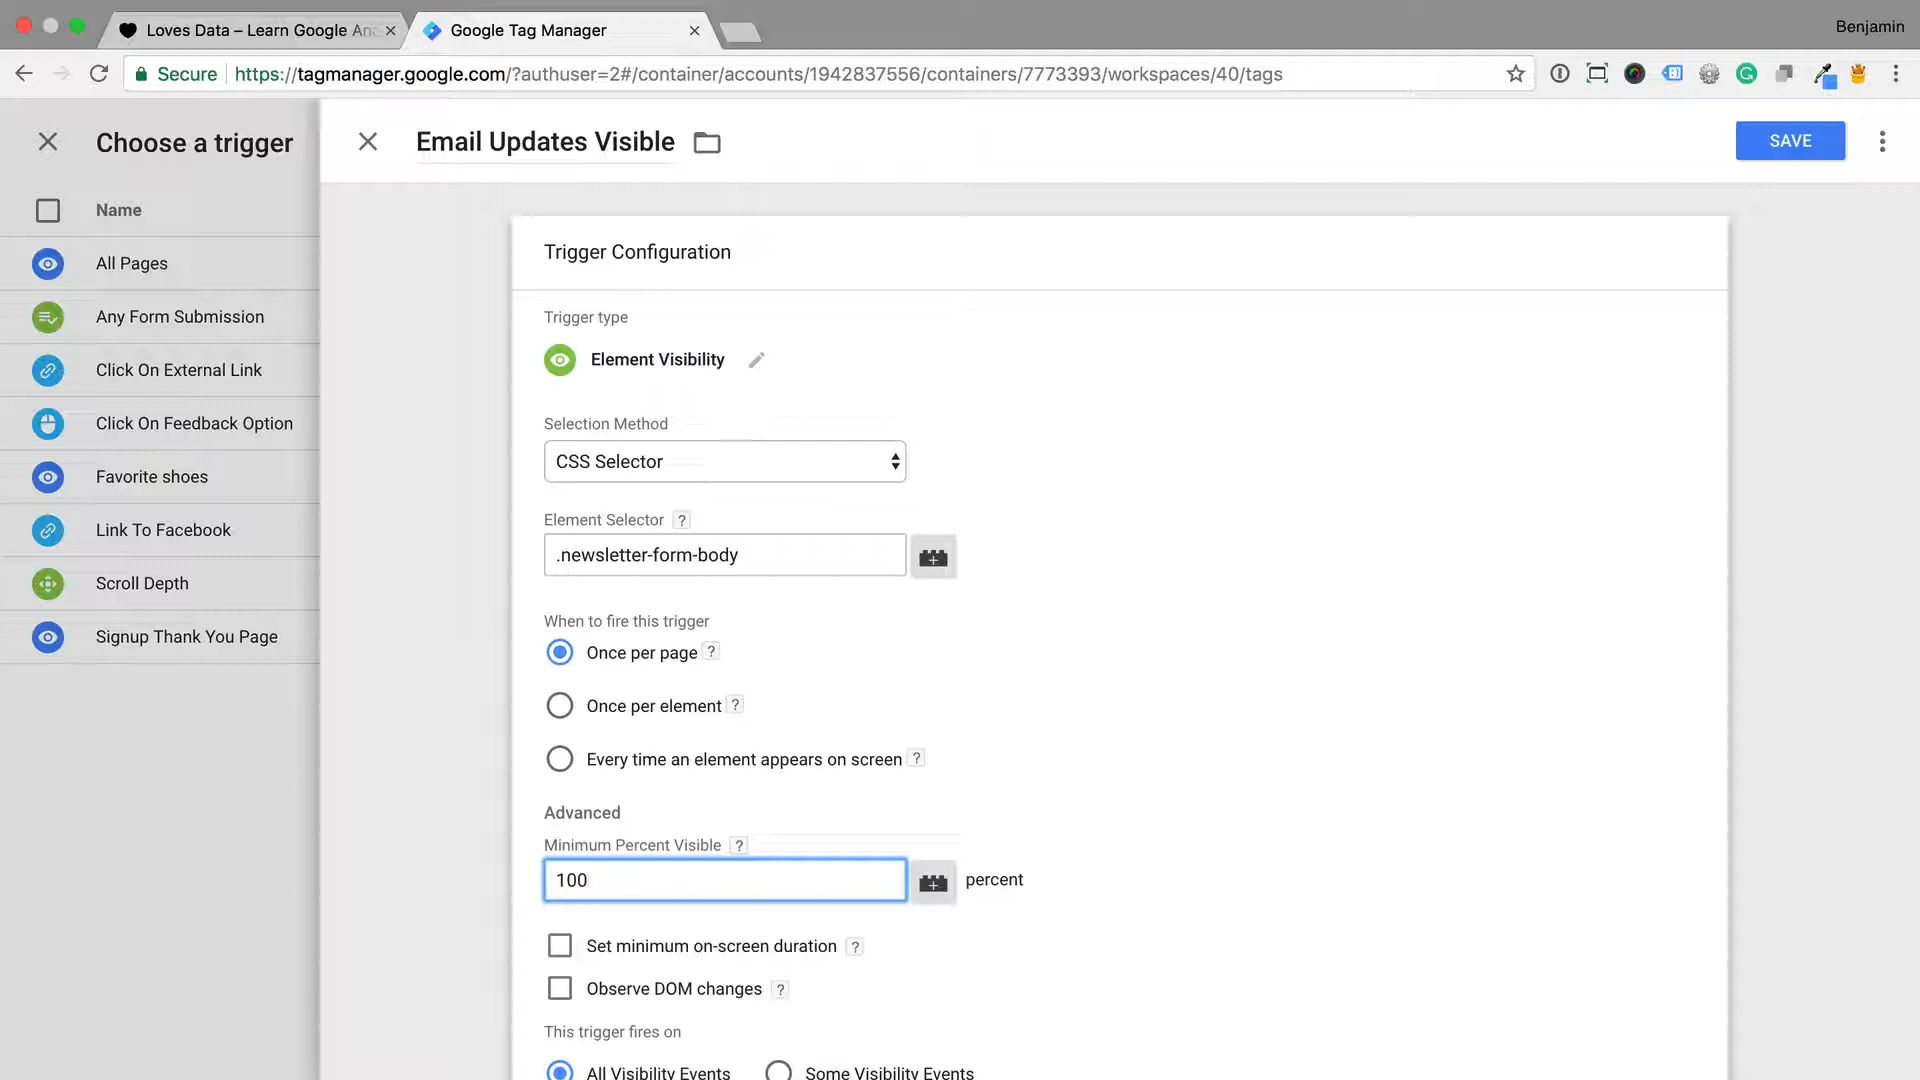 Loves Data – Learn Google Ana
Google Tag Manager
Benjamin
Secure
https://tagmanager.google.com/?authuser=2#/container/accounts/1942837556/containers/7773393/workspaces/40/tags
Choose a trigger
Email Updates Visible
SAVE
Name
All Pages
Any Form Submission
Click On External Link
Click On Feedback Option
Favorite shoes
Link To Facebook
Scroll Depth
Signup Thank You Page
Trigger Configuration
Trigger type
Element Visibility
Selection Method
CSS Selector
Element Selector ?
.newsletter-form-body
When to fire this trigger
Once per page ?
Once per element ?
Every time an element appears on screen ?
Advanced
Minimum Percent Visible ?
100
percent
Set minimum on-screen duration ?
Observe DOM changes ?
This trigger fires on
All Visibility Events
Some Visibility Events